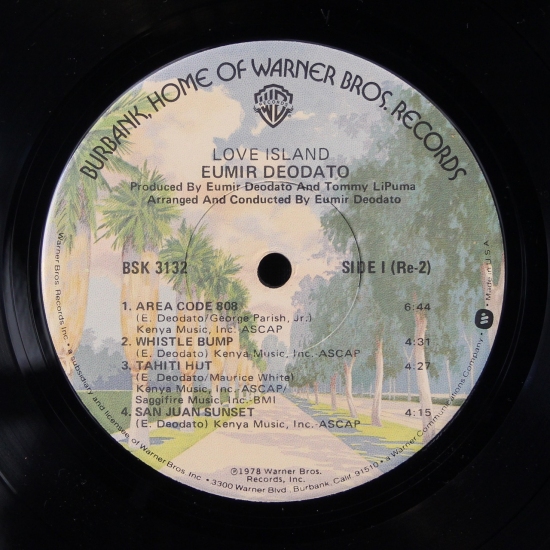 BURBANK, HOME OF WARNER BROS. RECORDS
RECORDS
LOVE ISLAND
EUMIR DEODATO
Produced By Eumir Deodato And Tommy LiPuma
Arranged And Conducted By Eumir Deodato
BSK 3132 SIDE I (Re-2)
1. AREA CODE 808 6:44
(E. Deodato/George Parish, Jr.)
Kenya Music, Inc.-ASCAP
2. WHISTLE BUMP 4:31
(E. Deodato) Kenya Music, Inc.-ASCAP
3. TAHITI HUT 4:27
(E. Deodato/Maurice White)
Kenya Music, Inc.-ASCAP/
Saggifire Music, Inc.-BMI
4. SAN JUAN SUNSET 4:15
(E. Deodato) Kenya Music, Inc.-ASCAP
℗1978 Warner Bros.
Records, Inc.
Warner Bros. Records Inc. • a subsidiary and licensee of Warner Bros. Inc. • 3300 Warner Blvd., Burbank, Calif. 91510 • a Warner Communications Company • Made in U.S.A.